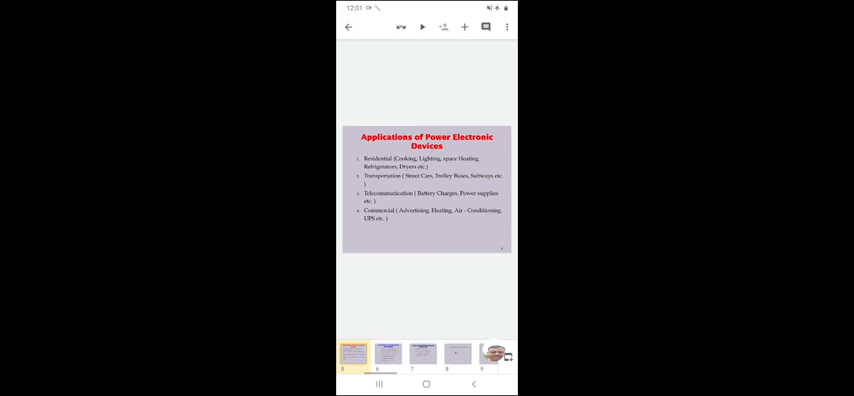 12:01
Applications of Power Electronic
Devices
1. Residential (Cooking, Lighting, space Heating,
Refrigerators, Dryers etc.)
2. Transportation ( Street Cars, Trolley Buses, Subways etc.
)
3. Telecommunication ( Battery Charges, Power supplies
etc. )
4. Commercial ( Advertising, Heating, Air - Conditioning,
UPS etc. )
5
6
7
8
9